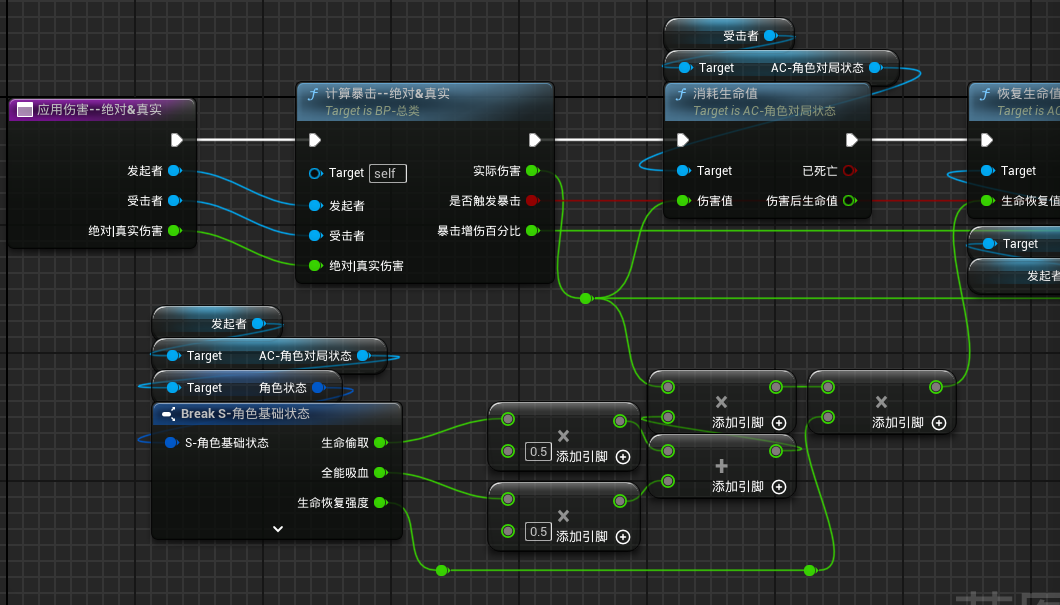 受击者
Target AC-角色对局状态
应用伤害--绝对&真实
发起者
受击者
绝对|真实伤害
计算暴击--绝对&真实
Target is BP-总类
Target self
发起者
受击者
绝对|真实伤害
实际伤害
是否触发暴击
暴击增伤百分比
消耗生命值
Target is AC-角色对局状态
Target
伤害值
已死亡
伤害后生命值
恢复生命值
Target is AC
Target
生命恢复值
Target
发起者
发起者
Target AC-角色对局状态
Target 角色状态
Break S-角色基础状态
S-角色基础状态
生命偷取
全能吸血
生命恢复强度
0.5 添加引脚
0.5 添加引脚
添加引脚
添加引脚
添加引脚